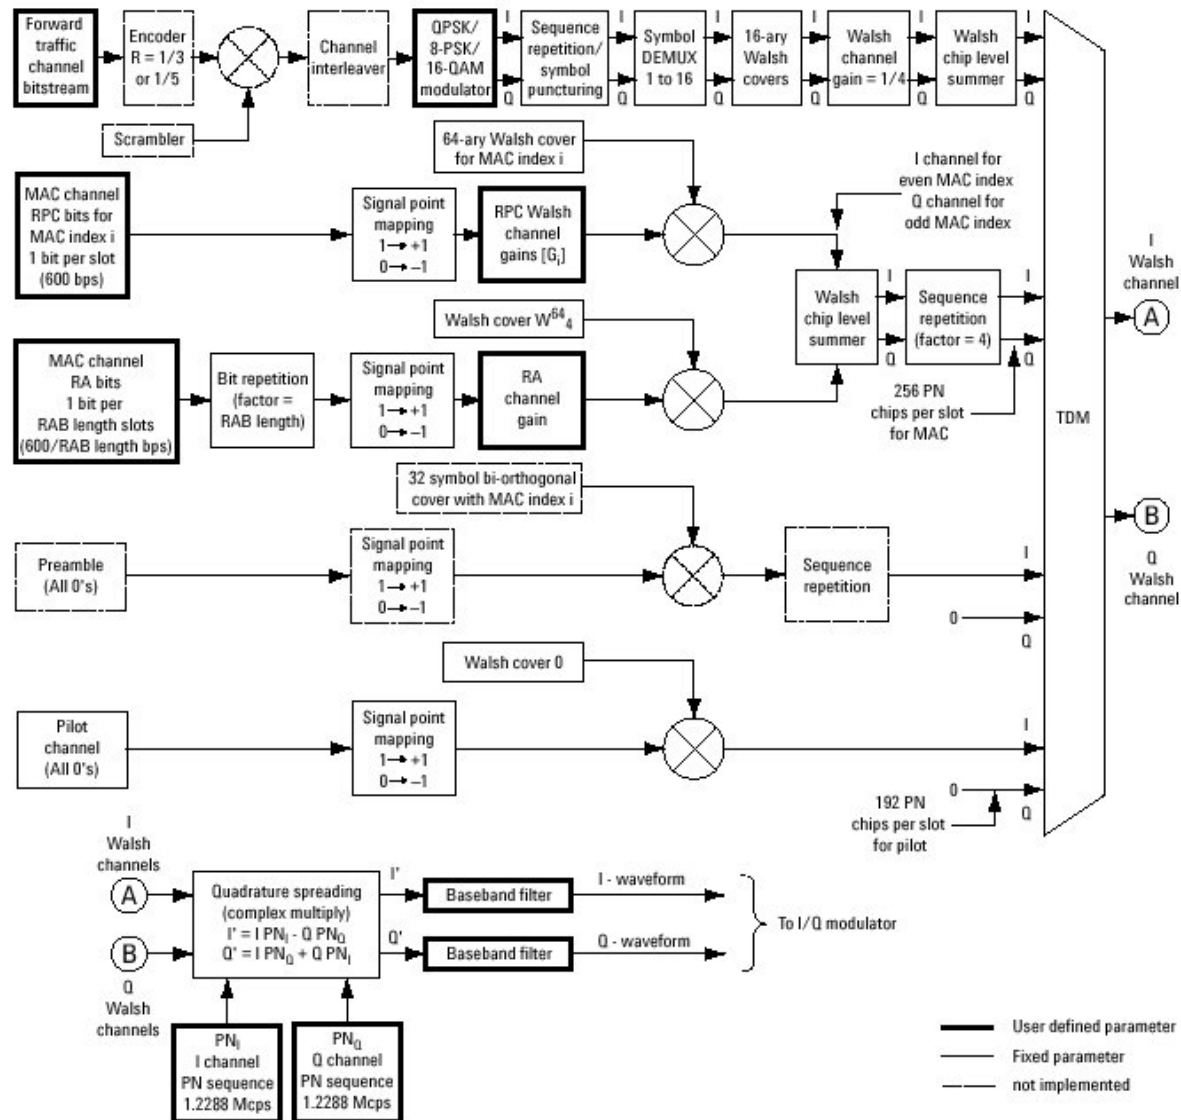 Forward
traffic
channel
bitstream
Encoder
R = 1/3
or 1/5
Channel
interleaver
QPSK/
8-PSK/
16-QAM
modulator
I
Q
Sequence
repetition/
symbol
puncturing
I
Q
Symbol
DEMUX
1 to 16
I
Q
16-ary
Walsh
covers
I
Q
Walsh
channel
gain = 1/4
I
Q
Walsh
chip level
summer
I
Q
Scrambler
64-ary Walsh cover
for MAC index i
I channel for
even MAC index
Q channel for
odd MAC index
MAC channel
RPC bits for
MAC index i
1 bit per slot
(600 bps)
Signal point
mapping
1→+1
0→−1
RPC Walsh
channel
gains [Gi]
Walsh
chip level
summer
I
Q
Sequence
repetition
(factor = 4)
I
Q
256 PN
chips per slot
for MAC
TDM
I
Walsh
channel
A
Walsh cover W⁶⁴₄
MAC channel
RA bits
1 bit per
RAB length slots
(600/RAB length bps)
Bit repetition
(factor =
RAB length)
Signal point
mapping
1→+1
0→−1
RA
channel
gain
32 symbol bi-orthogonal
cover with MAC index i
B
Q
Walsh
channel
Preamble
(All 0's)
Signal point
mapping
1→+1
0→−1
Sequence
repetition
I
0
Q
Walsh cover 0
Pilot
channel
(All 0's)
Signal point
mapping
1→+1
0→−1
I
0
Q
192 PN
chips per slot
for pilot
I
Walsh
channels
A
B
Q
Walsh
channels
Quadrature spreading
(complex multiply)
I' = I PNI - Q PNQ
Q' = I PNQ + Q PNI
I'
Q'
Baseband filter
Baseband filter
I - waveform
Q - waveform
To I/Q modulator
PNI
I channel
PN sequence
1.2288 Mcps
PNQ
Q channel
PN sequence
1.2288 Mcps
User defined parameter
Fixed parameter
not implemented